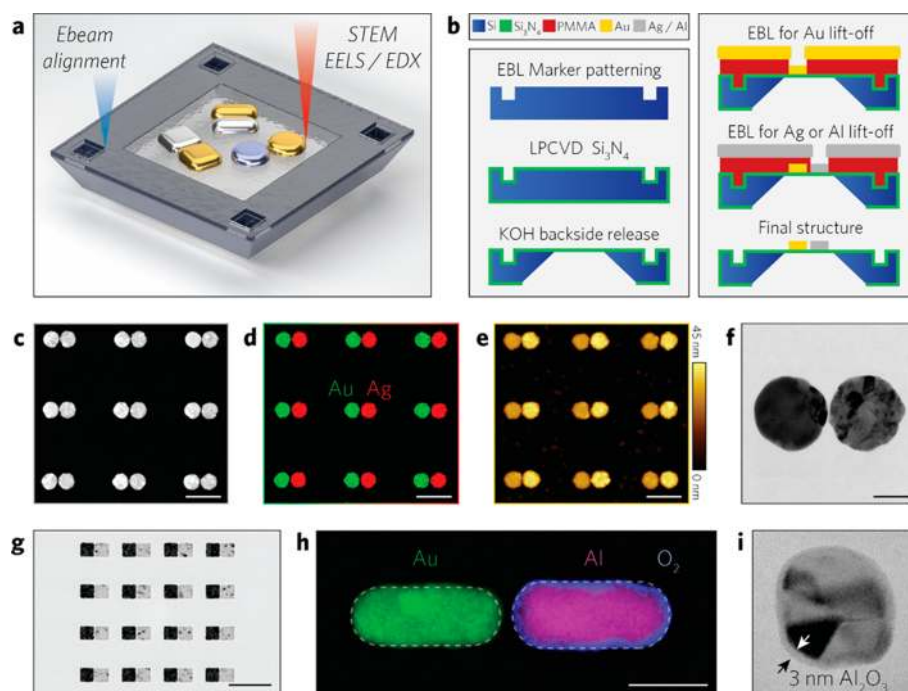 a
Ebeam
alignment
STEM
EELS / EDX
b
Si Si₃N₄ PMMA Au Ag / Al
EBL Marker patterning
LPCVD Si₃N₄
KOH backside release
EBL for Au lift-off
EBL for Ag or Al lift-off
Final structure
c
d
Au Ag
e
45 nm
0 nm
f
g
h
Au Al O₂
i
3 nm Al₂O₃